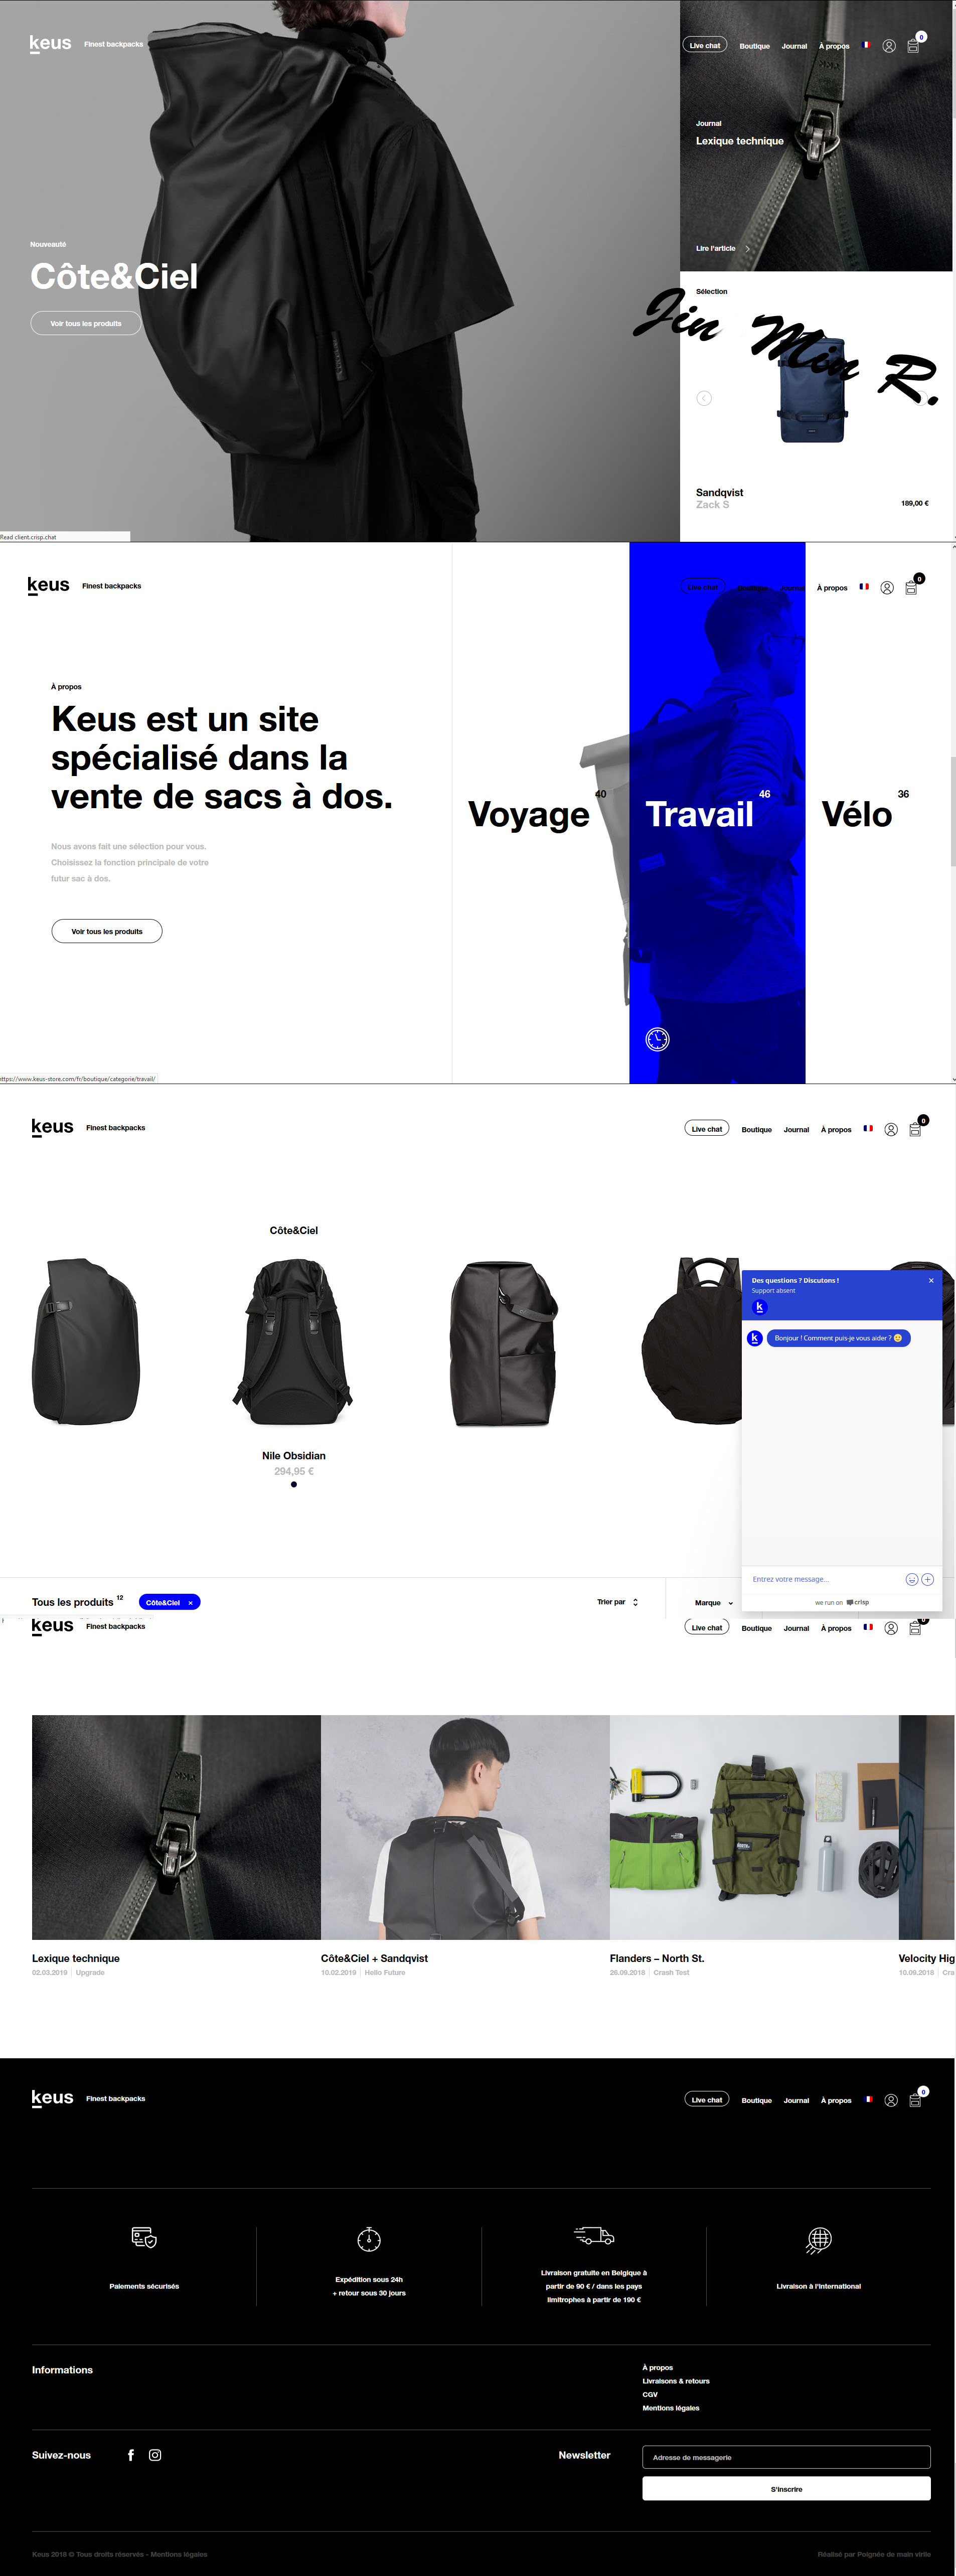 keus
Finest backpacks
Live chat
Boutique
Journal
À propos
0
Nouveauté
Côte&Ciel
Voir tous les produits
Journal
Lexique technique
Lire l'article
Sélection
Jin Min R.
Sandqvist
Zack S
189,00 €
Read client.crisp.chat
keus
Finest backpacks
Live chat
Boutique
Journal
À propos
0
À propos
Keus est un site
spécialisé dans la
vente de sacs à dos.
Nous avons fait une sélection pour vous.
Choisissez la fonction principale de votre
futur sac à dos.
Voir tous les produits
Voyage 40
Travail 46
Vélo 36
ttps://www.keus-store.com/fr/boutique/categorie/travail/
keus
Finest backpacks
Live chat
Boutique
Journal
À propos
0
Côte&Ciel
Nile Obsidian
294,95 €
Des questions ? Discutons !
Support absent
k
k
Bonjour ! Comment puis-je vous aider ? 🙂
Entrez votre message...
we run on crisp
Tous les produits 12
Côte&Ciel ×
Trier par
Marque
keus
Finest backpacks
Live chat
Boutique
Journal
À propos
Lexique technique
02.03.2019 | Upgrade
Côte&Ciel + Sandqvist
10.02.2019 | Hello Future
Flanders – North St.
26.09.2018 | Crash Test
Velocity Hig
10.09.2018 | Cra
keus
Finest backpacks
Live chat
Boutique
Journal
À propos
0
Paiements sécurisés
Expédition sous 24h
+ retour sous 30 jours
Livraison gratuite en Belgique à
partir de 90 € / dans les pays
limitrophes à partir de 190 €
Livraison à l'international
Informations
À propos
Livraisons & retours
CGV
Mentions légales
Suivez-nous
Newsletter
Adresse de messagerie
S'inscrire
Keus 2018 © Tous droits réservés - Mentions légales
Réalisé par Poignée de main virile